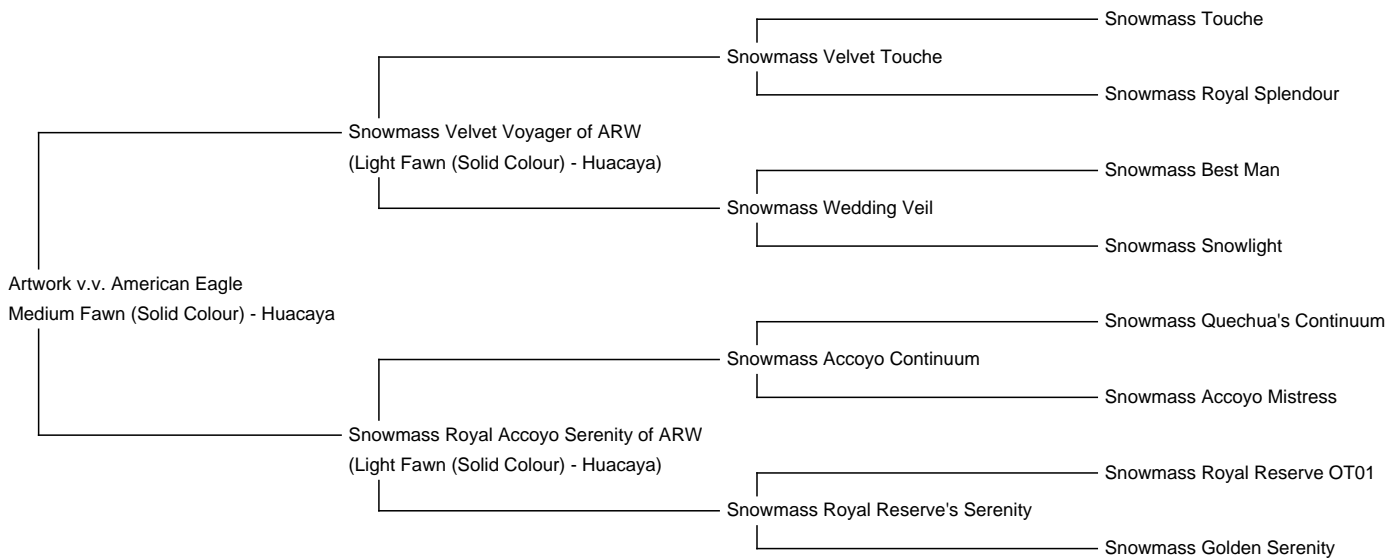 Snowmass Touche
Snowmass Velvet Touche
Snowmass Royal Splendour
Snowmass Velvet Voyager of ARW
(Light Fawn (Solid Colour) - Huacaya)
Snowmass Best Man
Snowmass Wedding Veil
Snowmass Snowlight
Artwork v.v. American Eagle
Medium Fawn (Solid Colour) - Huacaya
Snowmass Quechua's Continuum
Snowmass Accoyo Continuum
Snowmass Accoyo Mistress
Snowmass Royal Accoyo Serenity of ARW
(Light Fawn (Solid Colour) - Huacaya)
Snowmass Royal Reserve OT01
Snowmass Royal Reserve's Serenity
Snowmass Golden Serenity